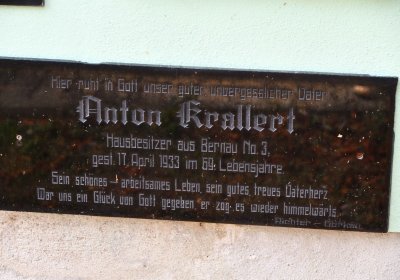 Hier ruht in Gott unser guter unvergesslicher Vater
Anton Krallert
Hausbesitzer aus Bernau No 3.
gest. 17. April 1933 im 69. Lebensjahre.
Sein schönes - arbeitsames Leben, sein gutes, treues Vaterherz
War uns ein Glück von Gott gegeben, er zog es wieder himmelwärts.
Richter - Görkau